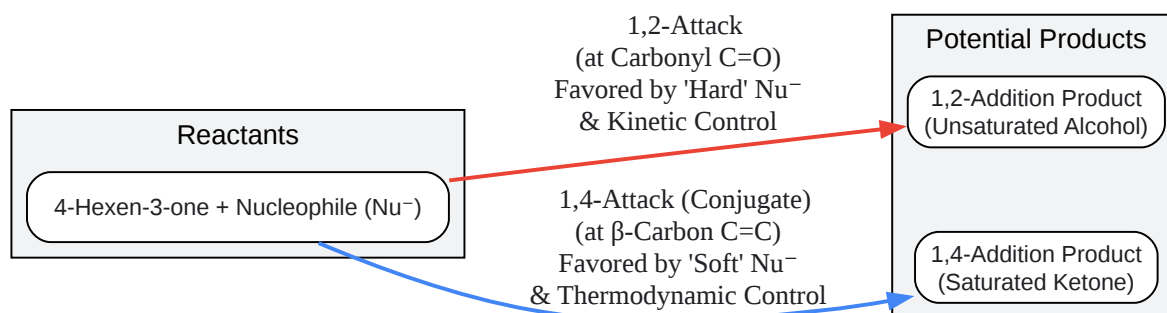 Reactants
4-Hexen-3-one + Nucleophile (Nu⁻)
1,2-Attack
(at Carbonyl C=O)
Favored by 'Hard' Nu⁻
& Kinetic Control
1,4-Attack (Conjugate)
(at β-Carbon C=C)
Favored by 'Soft' Nu⁻
& Thermodynamic Control
Potential Products
1,2-Addition Product
(Unsaturated Alcohol)
1,4-Addition Product
(Saturated Ketone)